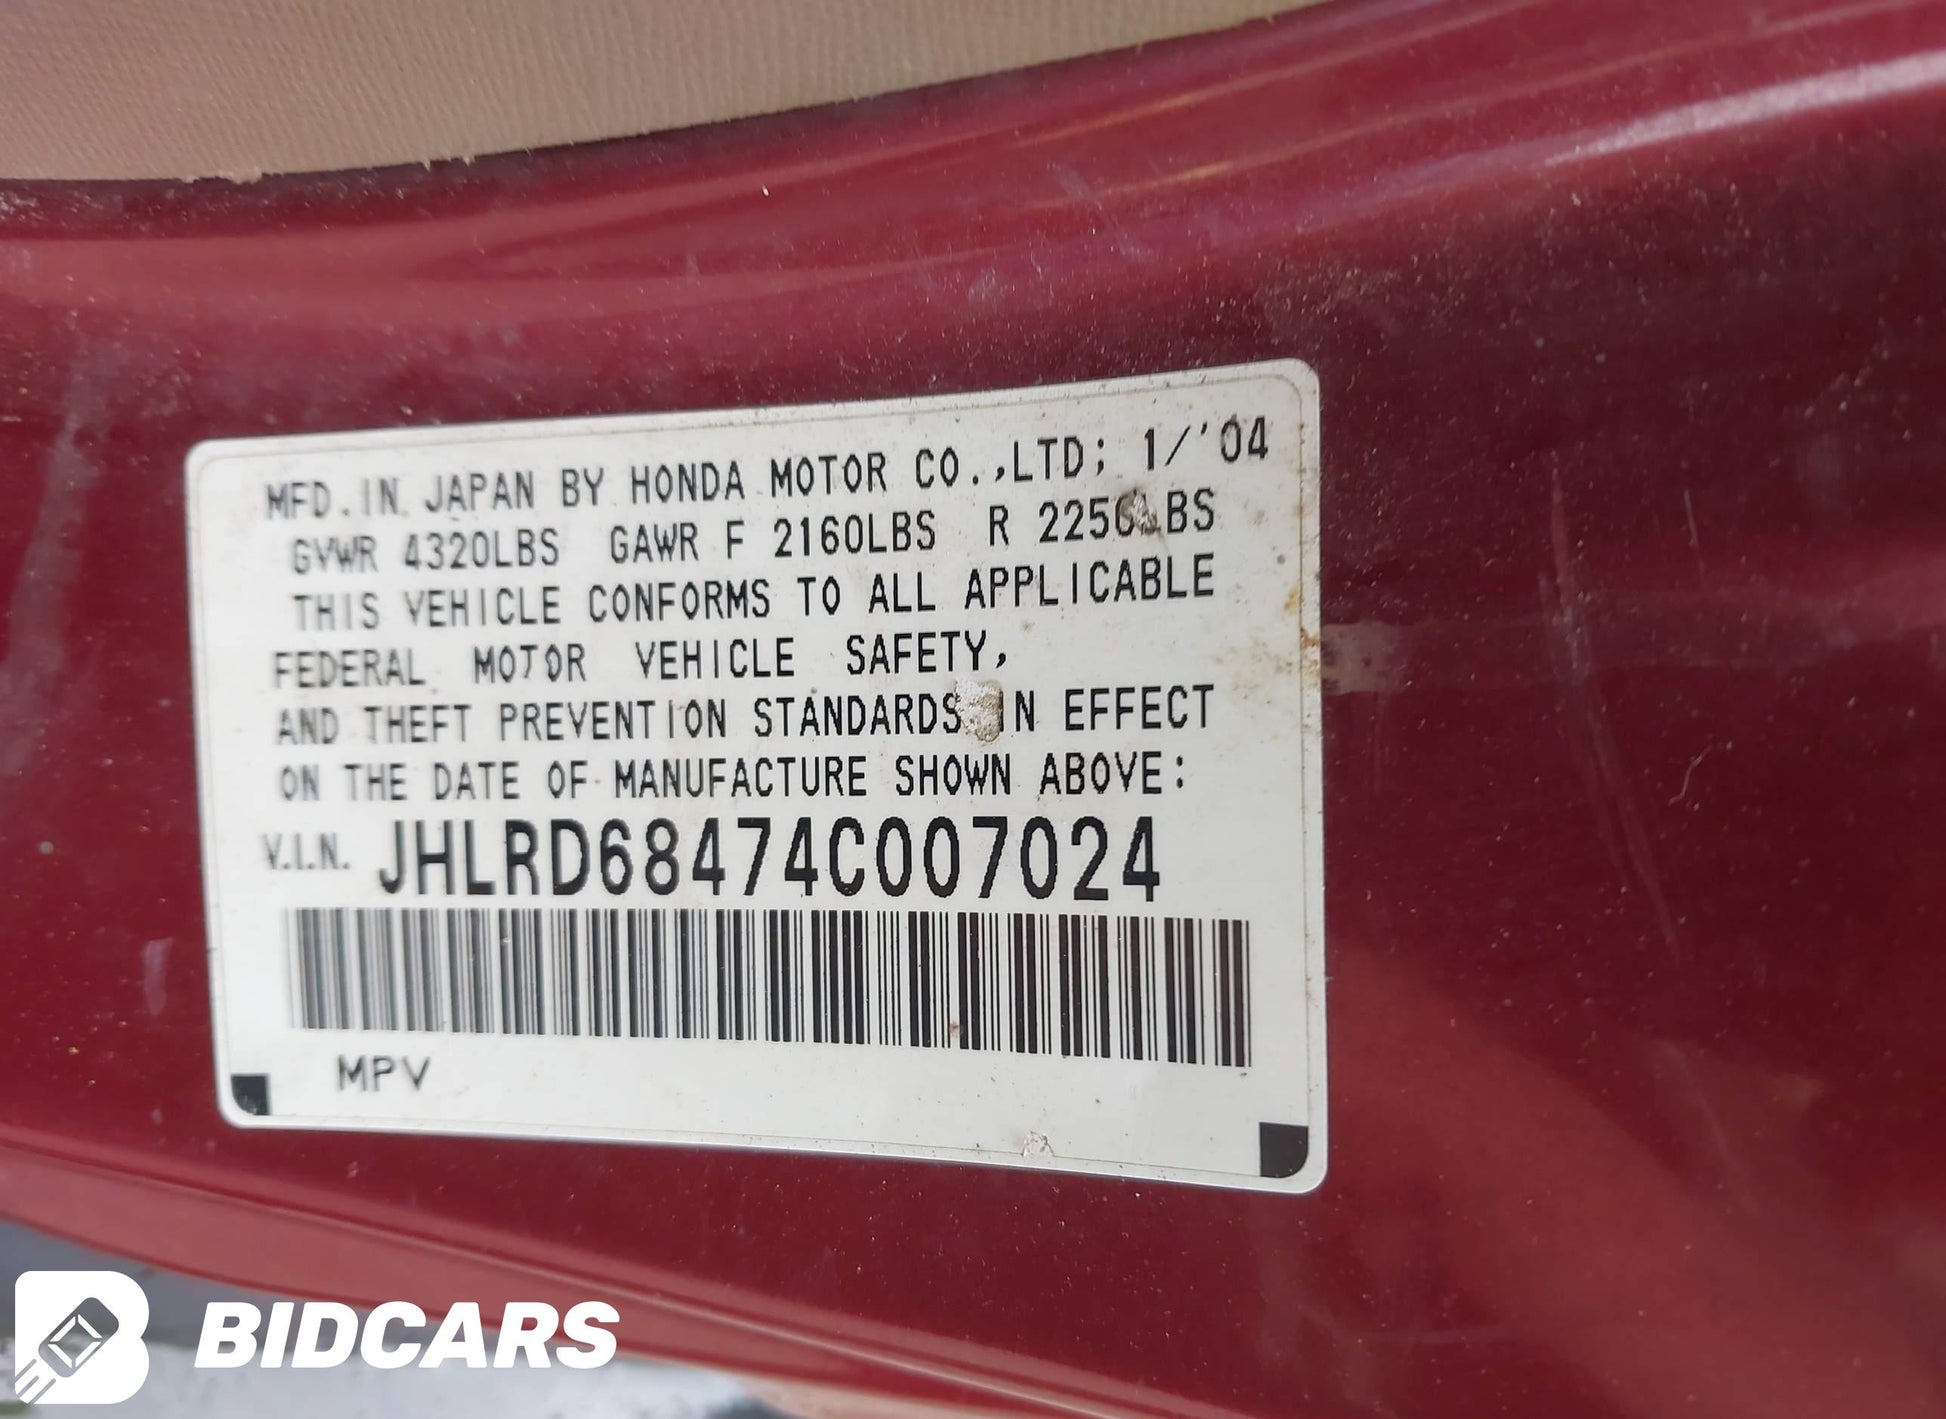 MFD. IN JAPAN BY HONDA MOTOR CO.,LTD; 1/'04
GVWR 4320LBS GAWR F 2160LBS R 2250LBS
THIS VEHICLE CONFORMS TO ALL APPLICABLE
FEDERAL MOTOR VEHICLE SAFETY,
AND THEFT PREVENTION STANDARDS IN EFFECT
ON THE DATE OF MANUFACTURE SHOWN ABOVE:
V.I.N. JHLRD68474C007024
MPV
BIDCARS